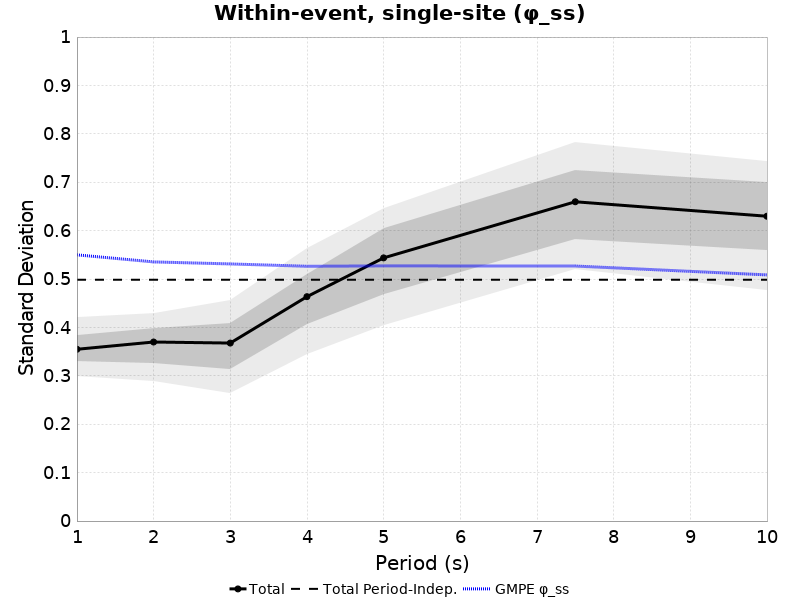 Within-event, single-site (φ_ss)
Standard Deviation
1
0.9
0.8
0.7
0.6
0.5
0.4
0.3
0.2
0.1
0
1 2 3 4 5 6 7 8 9 10
Period (s)
Total Total Period-Indep. GMPE φ_ss